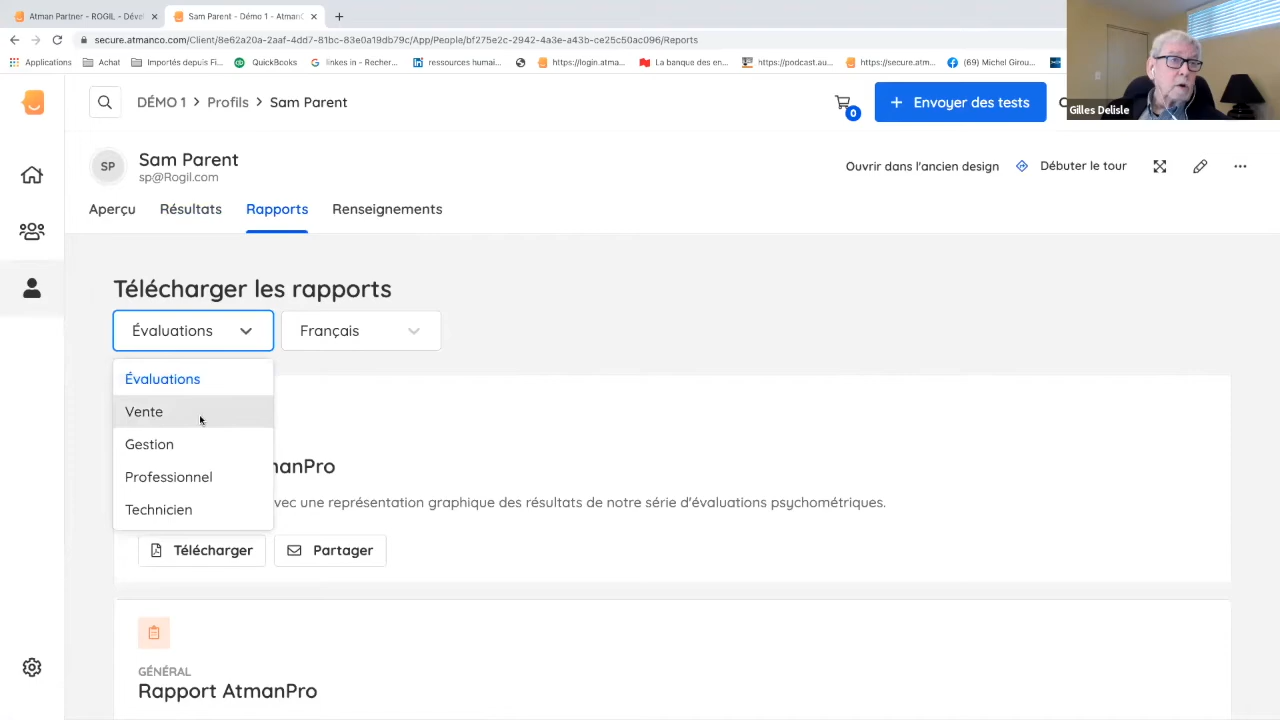 Atman Partner - ROGIL - Déve
Sam Parent - Démo 1 - AtmanC
secure.atmanco.com/Client/8e62a20a-2aaf-4dd7-81bc-83e0a19db79c/App/People/bf275e2c-2942-4a3e-a43b-ce25c50ac096/Reports
Applications
Achat
Importés depuis Fi...
QuickBooks
linkes in - Recher...
ressources humai...
https://login.atma...
La banque des en...
https://podcast.au...
https://secure.atm...
(69) Michel Girou...
Gilles Delisle
DÉMO 1 > Profils > Sam Parent
0
+ Envoyer des tests
SP
Sam Parent
sp@Rogil.com
Ouvrir dans l'ancien design
Débuter le tour
Aperçu
Résultats
Rapports
Renseignements
Télécharger les rapports
Évaluations
Français
Évaluations
Vente
Gestion
Professionnel
Technicien
manPro
vec une représentation graphique des résultats de notre série d'évaluations psychométriques.
Télécharger
Partager
GÉNÉRAL
Rapport AtmanPro